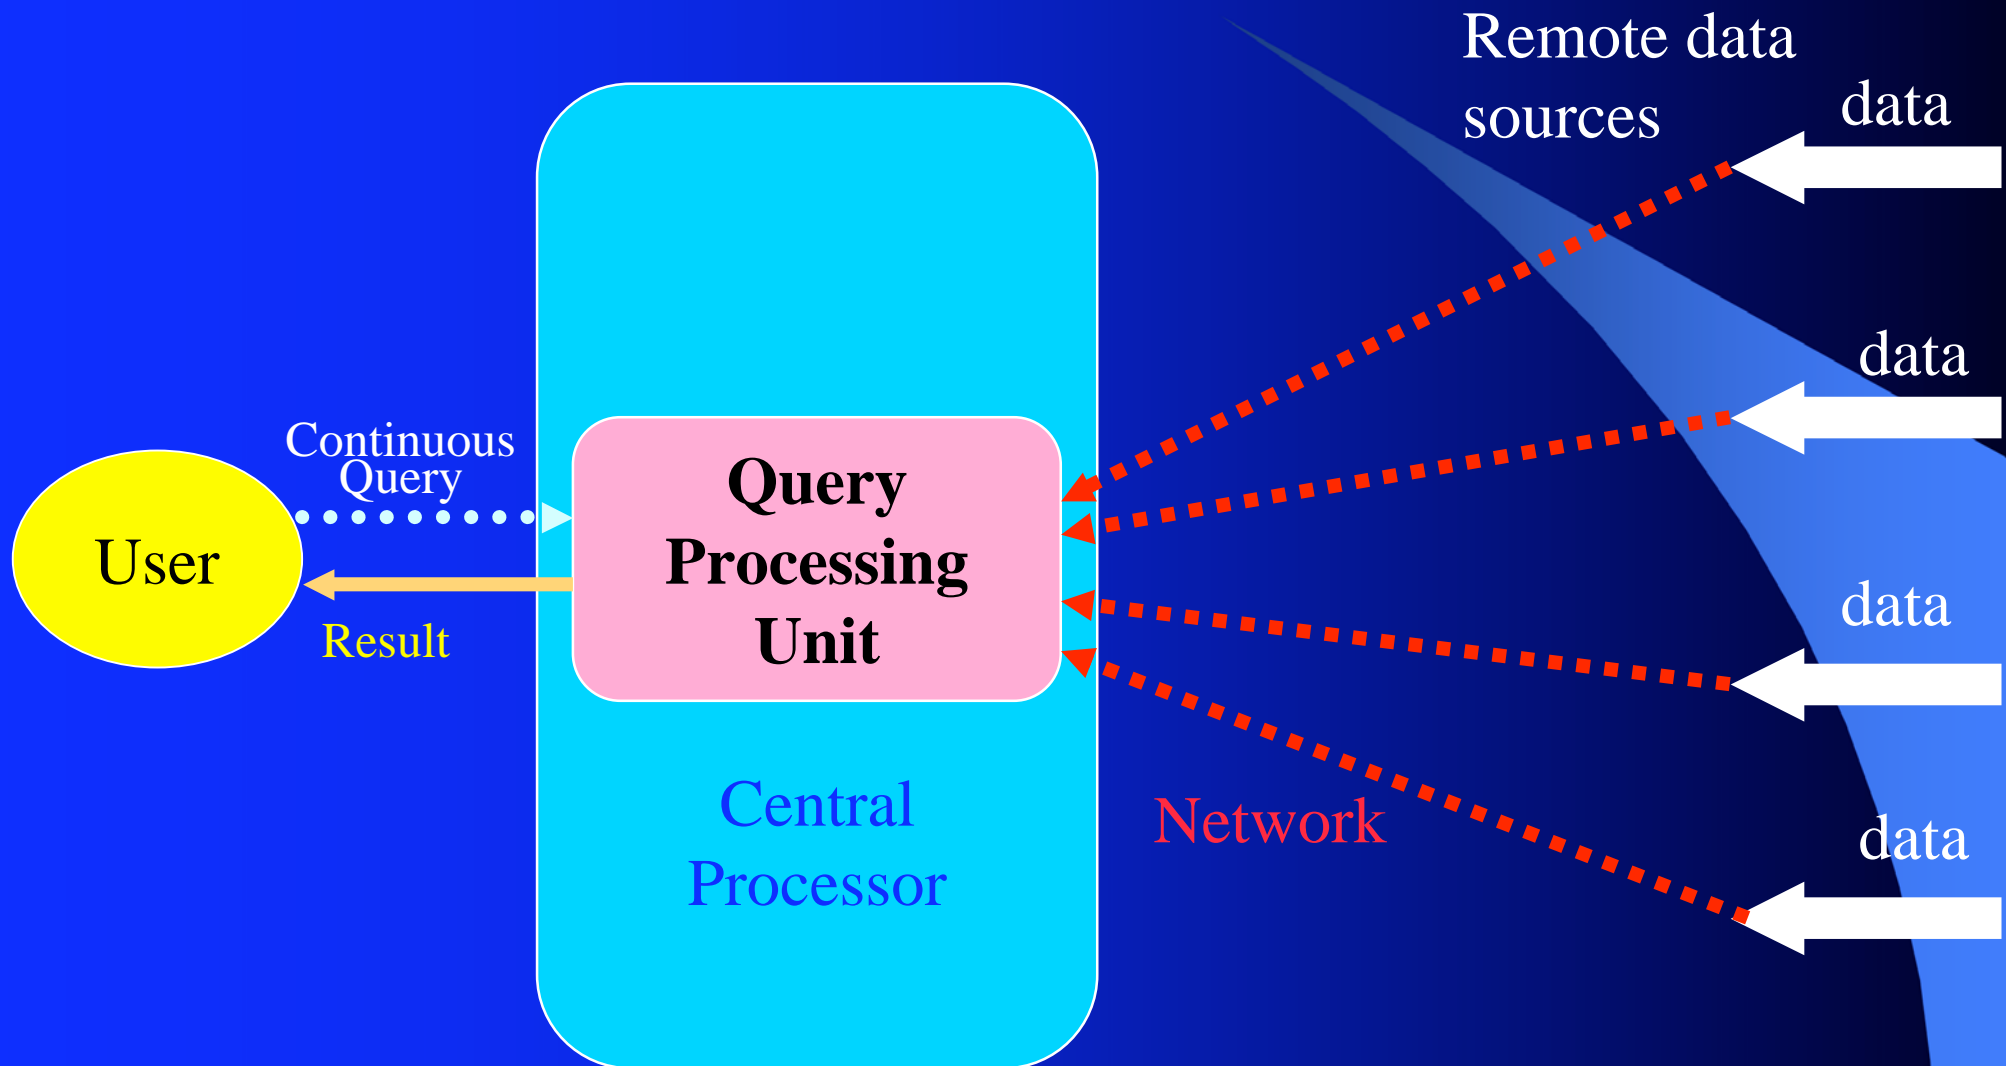 Remote data
sources
data
data
Continuous
Query
Query
Processing
Unit
User
Result
data
Central
Processor
Network
data